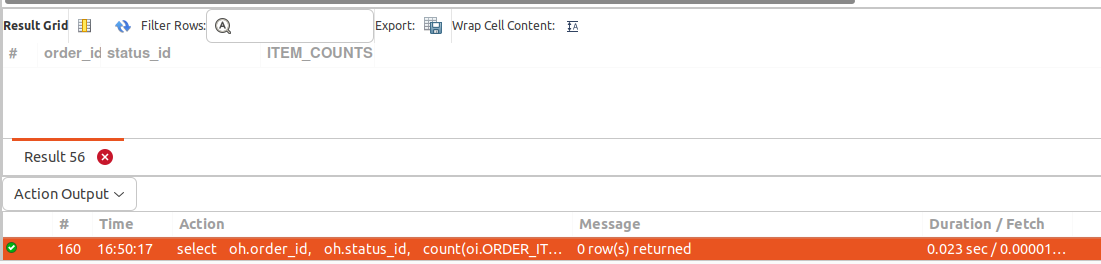 Result Grid Filter Rows: Export: Wrap Cell Content: IA
# order_id status_id ITEM_COUNTS
Result 56
Action Output
# Time Action Message Duration / Fetch
160 16:50:17 select oh.order_id, oh.status_id, count(oi.ORDER_IT... 0 row(s) returned 0.023 sec / 0.00001...